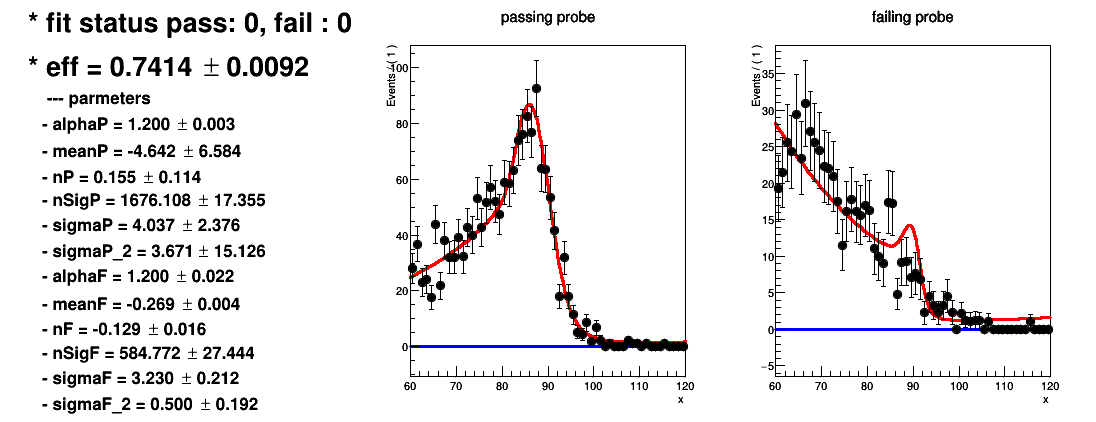 * fit status pass: 0, fail : 0
* eff = 0.7414 ± 0.0092
--- parmeters
- alphaP = 1.200 ± 0.003
- meanP = -4.642 ± 6.584
- nP = 0.155 ± 0.114
- nSigP = 1676.108 ± 17.355
- sigmaP = 4.037 ± 2.376
- sigmaP_2 = 3.671 ± 15.126
- alphaF = 1.200 ± 0.022
- meanF = -0.269 ± 0.004
- nF = -0.129 ± 0.016
- nSigF = 584.772 ± 27.444
- sigmaF = 3.230 ± 0.212
- sigmaF_2 = 0.500 ± 0.192
passing probe
Events / ( 1 )
100
80
60
40
20
0
60 70 80 90 100 110 120
x
failing probe
Events / ( 1 )
35
30
25
20
15
10
5
0
−5
60 70 80 90 100 110 120
x